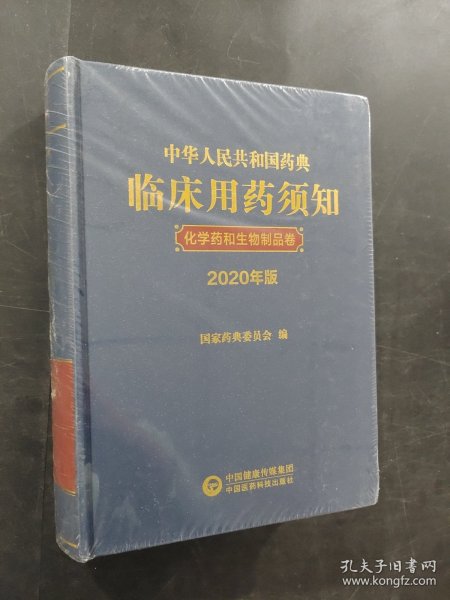 中华人民共和国药典
临床用药须知
化学药和生物制品卷
2020年版
国家药典委员会 编
中国健康传媒集团
中国医药科技出版社
孔夫子旧书网
www.kongfz.com